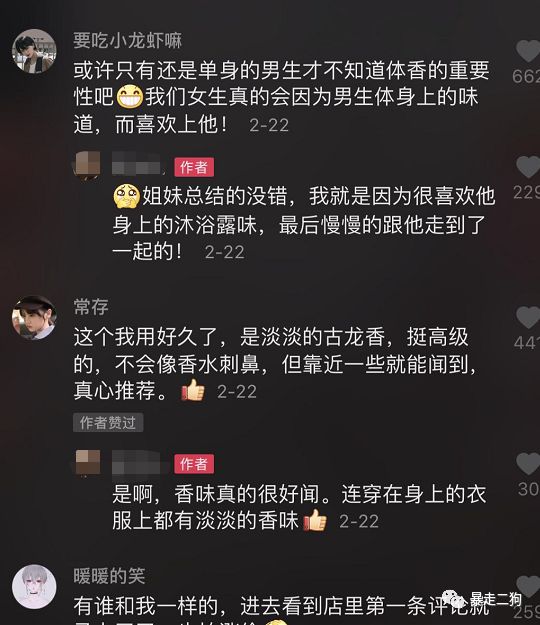 要吃小龙虾嘛
或许只有还是单身的男生才不知道体香的重要
性吧😁我们女生真的会因为男生体身上的味
道，而喜欢上他！ 2-22
662
作者
🥺姐妹总结的没错，我就是因为很喜欢他
身上的沐浴露味，最后慢慢的跟他走到了
一起的！ 2-22
229
常存
这个我用好久了，是淡淡的古龙香，挺高级
的，不会像香水刺鼻，但靠近一些就能闻到，
真心推荐。👍 2-22
441
作者赞过
作者
是啊，香味真的很好闻。连穿在身上的衣
服上都有淡淡的香味👍 2-22
30
暖暖的笑
有谁和我一样的，进去看到店里第一条评论就
259
暴走二狗